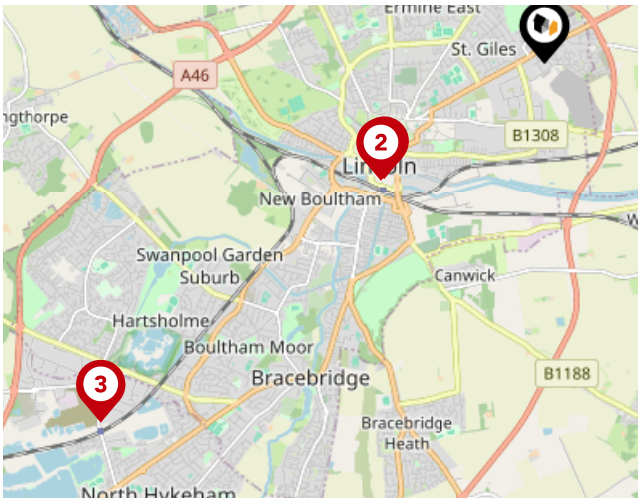 Ermine East
St. Giles
A46
ngthorpe
B1308
2
Lincoln
New Boultham
W
Swanpool Garden
Suburb
Canwick
Hartsholme
Boultham Moor
B1188
3
Bracebridge
Bracebridge
Heath
North Hykeham